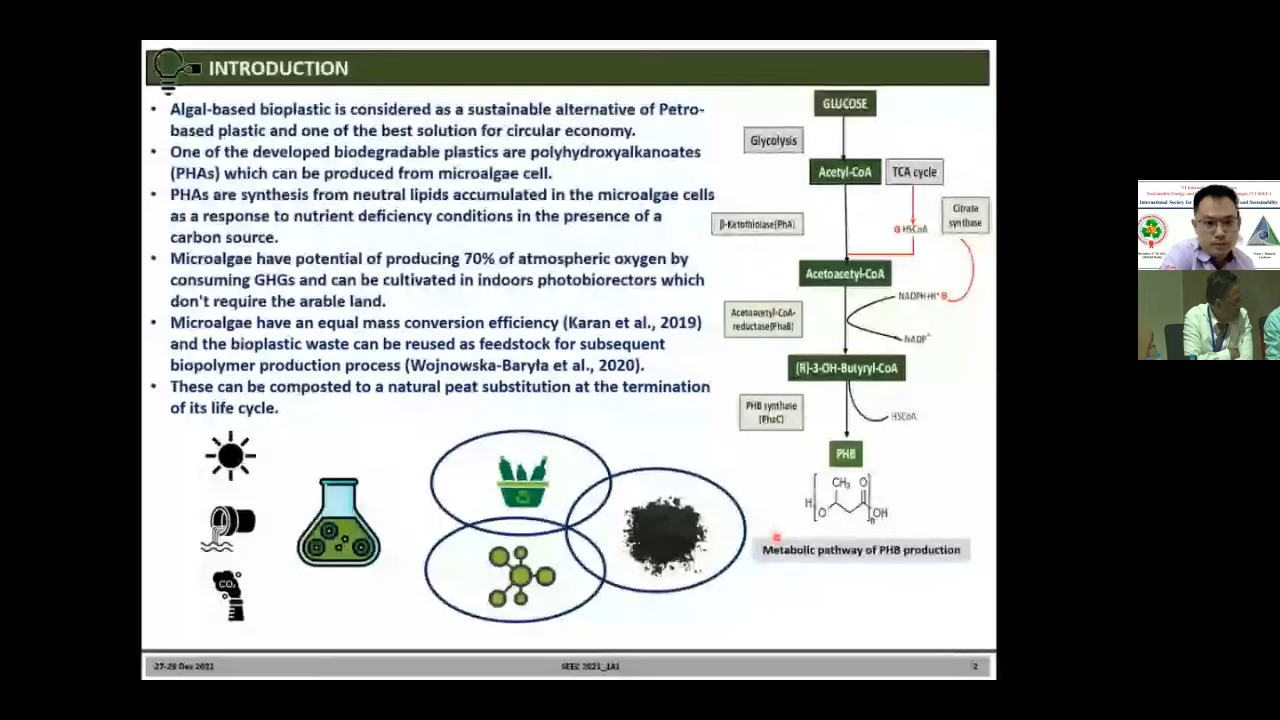 INTRODUCTION
• Algal-based bioplastic is considered as a sustainable alternative of Petro-
based plastic and one of the best solution for circular economy.
• One of the developed biodegradable plastics are polyhydroxyalkanoates
(PHAs) which can be produced from microalgae cell.
• PHAs are synthesis from neutral lipids accumulated in the microalgae cells
as a response to nutrient deficiency conditions in the presence of a
carbon source.
• Microalgae have potential of producing 70% of atmospheric oxygen by
consuming GHGs and can be cultivated in indoors photobiorectors which
don't require the arable land.
• Microalgae have an equal mass conversion efficiency (Karan et al., 2019)
and the bioplastic waste can be reused as feedstock for subsequent
biopolymer production process (Wojnowska-Baryła et al., 2020).
• These can be composted to a natural peat substitution at the termination
of its life cycle.
CO₂
GLUCOSE
Glycolysis
Acetyl-CoA
TCA cycle
Citrate
synthase
β-Ketothiolase(PhA)
HSCoA
Acetoacetyl-CoA
NADPH+H⁺
Acetoacetyl-CoA-
reductase(PhaB)
NADP⁺
(R)-3-OH-Butyryl-CoA
PHB synthase
(PhaC)
HSCoA
PHB
CH₃ O
H
O
OH
n
Metabolic pathway of PHB production
27-29 Dec 2021
SEEC 2021_1A1
2
International Society for
and Sustainability